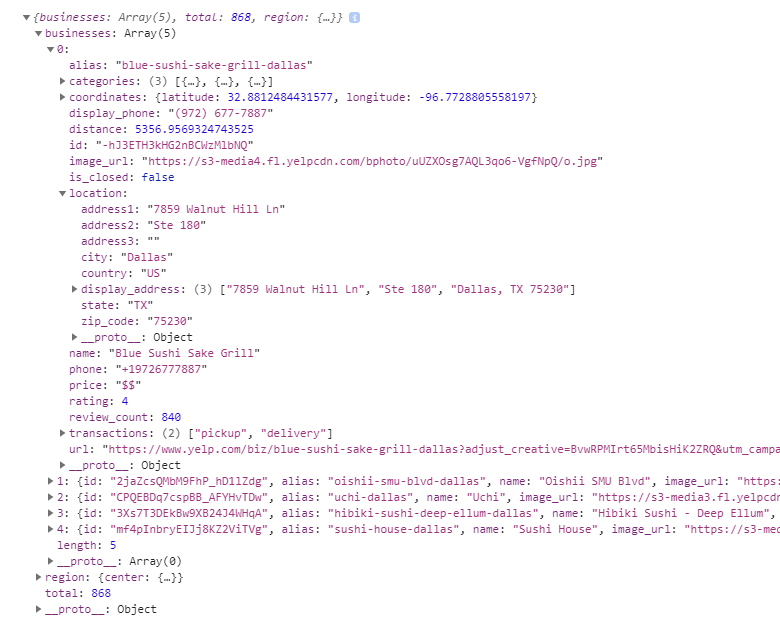 {businesses: Array(5), total: 868, region: {…}} i
businesses: Array(5)
0:
alias: "blue-sushi-sake-grill-dallas"
categories: (3) [{…}, {…}, {…}]
coordinates: {latitude: 32.8812484431577, longitude: -96.7728805558197}
display_phone: "(972) 677-7887"
distance: 5356.9569324743525
id: "-hJ3ETH3kHG2nBCWzMlbNQ"
image_url: "https://s3-media4.fl.yelpcdn.com/bphoto/uUZXOsg7AQL3qo6-VgfNpQ/o.jpg"
is_closed: false
location:
address1: "7859 Walnut Hill Ln"
address2: "Ste 180"
address3: ""
city: "Dallas"
country: "US"
display_address: (3) ["7859 Walnut Hill Ln", "Ste 180", "Dallas, TX 75230"]
state: "TX"
zip_code: "75230"
__proto__: Object
name: "Blue Sushi Sake Grill"
phone: "+19726777887"
price: "$$"
rating: 4
review_count: 840
transactions: (2) ["pickup", "delivery"]
url: "https://www.yelp.com/biz/blue-sushi-sake-grill-dallas?adjust_creative=BvwRPMIrt65MbisHiK2ZRQ&utm_campa
__proto__: Object
1: {id: "2jaZcsQMbM9FhP_hD1lZdg", alias: "oishii-smu-blvd-dallas", name: "Oishii SMU Blvd", image_url: "https:
2: {id: "CPQEBDq7cspBB_AFYHvTDw", alias: "uchi-dallas", name: "Uchi", image_url: "https://s3-media3.fl.yelpcdn
3: {id: "3Xs7T3DEkBw9XB24J4WHqA", alias: "hibiki-sushi-deep-ellum-dallas", name: "Hibiki Sushi - Deep Ellum",
4: {id: "mf4pInbryEIJj8KZ2ViTVg", alias: "sushi-house-dallas", name: "Sushi House", image_url: "https://s3-med
length: 5
__proto__: Array(0)
region: {center: {…}}
total: 868
__proto__: Object